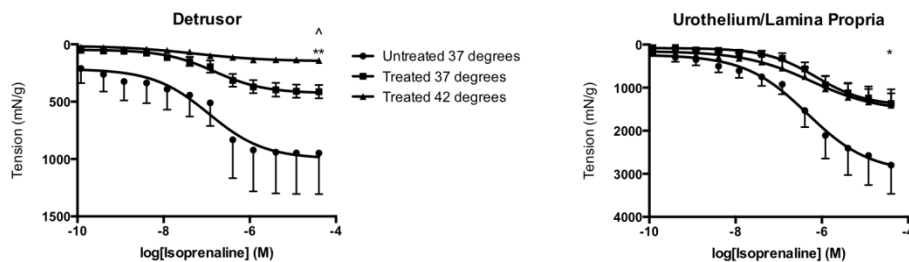 Detrusor
^
**
0
500
1000
1500
Tension (mN/g)
-10
-8
-6
-4
log[Isoprenaline] (M)
Untreated 37 degrees
Treated 37 degrees
Treated 42 degrees
Urothelium/Lamina Propria
*
0
1000
2000
3000
4000
Tension (mN/g)
-10
-8
-6
-4
log[Isoprenaline] (M)